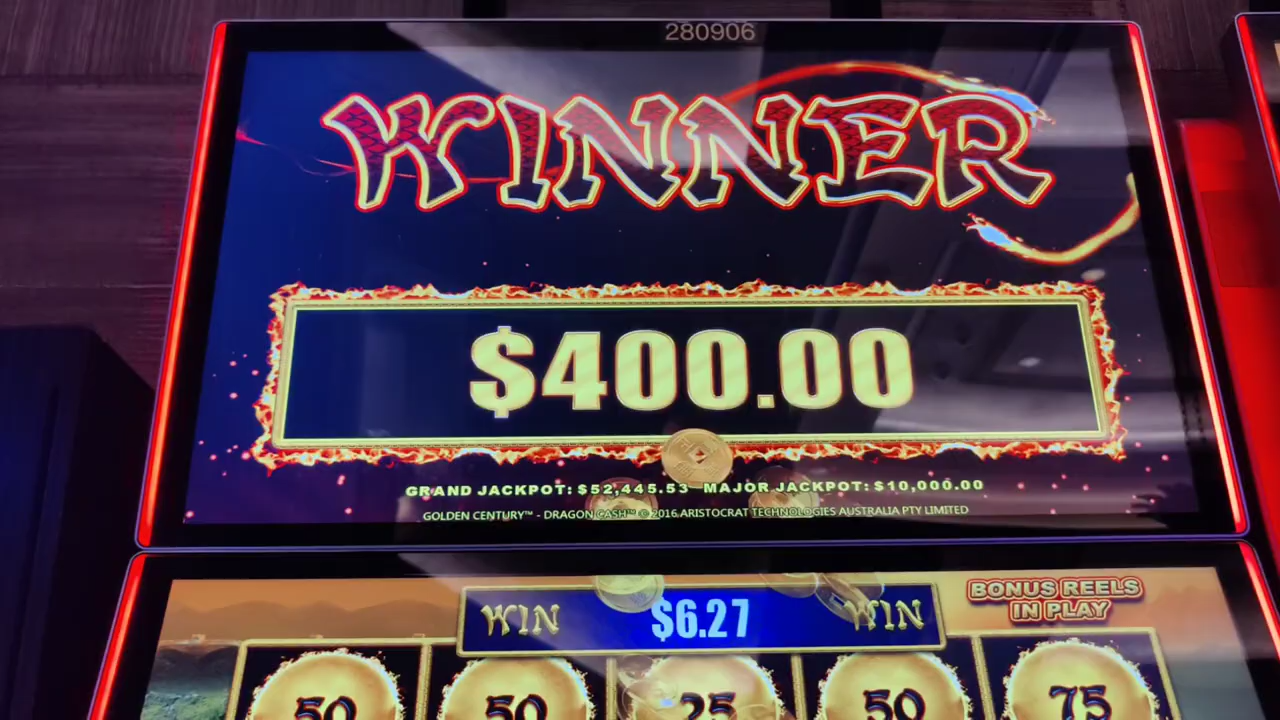 280906
WINNER
$400.00
GRAND JACKPOT: $52,445.53 MAJOR JACKPOT: $10,000.00
GOLDEN CENTURY™ - DRAGON CASH™ © 2016 ARISTOCRAT TECHNOLOGIES AUSTRALIA PTY LIMITED
WIN $6.27 WIN
BONUS REELS
IN PLAY
50 50 25 50 75